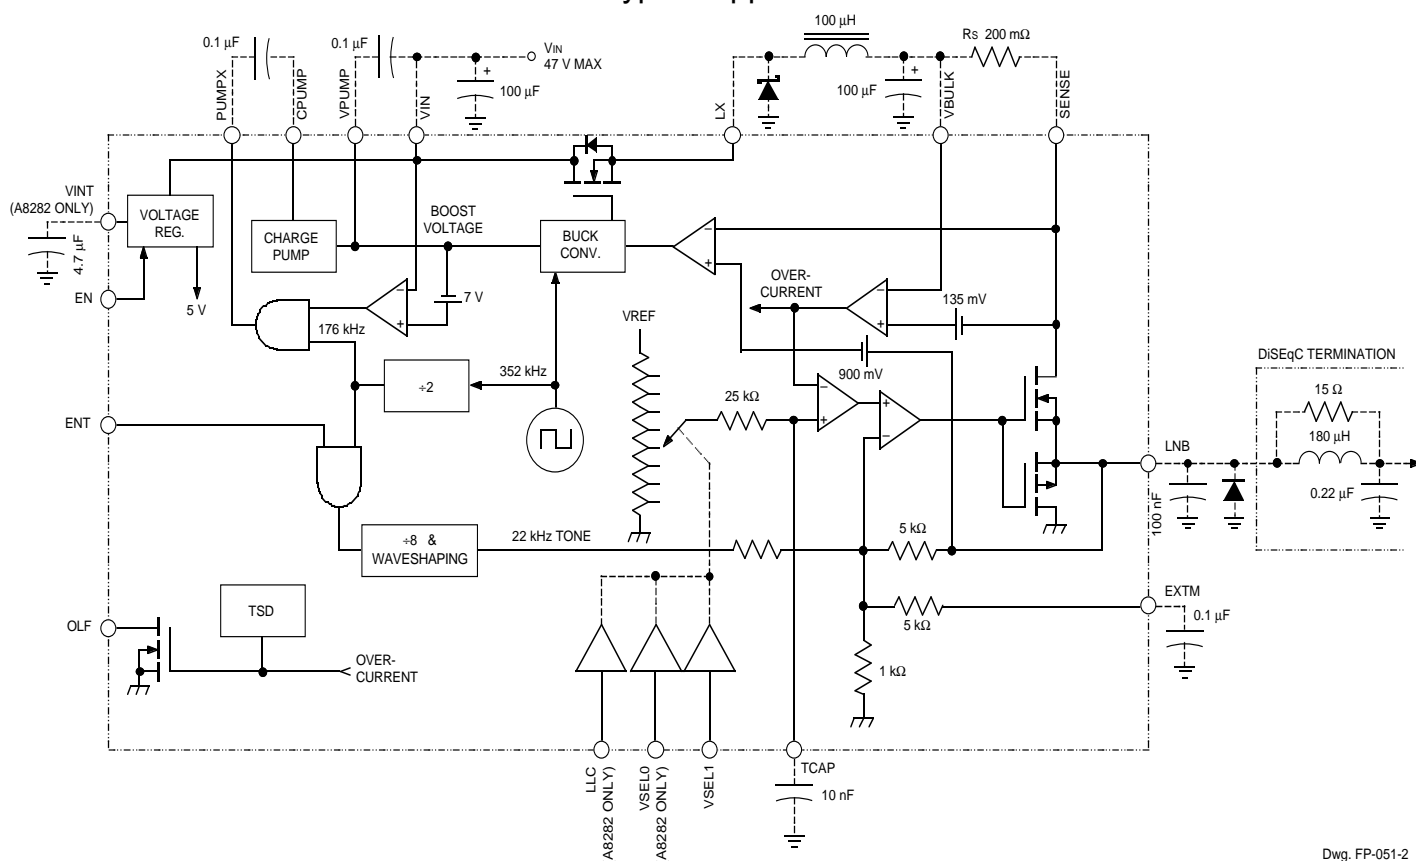 100 µH
0.1 µF
0.1 µF
VIN
47 V MAX
RS 200 mΩ
100 µF
100 µF
PUMPX
CPUMP
VPUMP
VIN
LX
VBULK
SENSE
VINT
(A8282 ONLY)
4.7 µF
VOLTAGE
REG.
CHARGE
PUMP
BOOST
VOLTAGE
BUCK
CONV.
−
+
EN
5 V
176 kHz
−
+
7 V
OVER-
CURRENT
−
+
135 mV
VREF
÷2
352 kHz
900 mV
25 kΩ
−
+
+
−
ENT
DiSEqC TERMINATION
15 Ω
180 µH
0.22 µF
LNB
100 nF
÷8 &
WAVESHAPING
22 kHz TONE
5 kΩ
5 kΩ
EXTM
0.1 µF
TSD
OLF
OVER-
CURRENT
1 kΩ
LLC
A8282 ONLY)
VSEL0
A8282 ONLY)
VSEL1
TCAP
10 nF
Dwg. FP-051-2